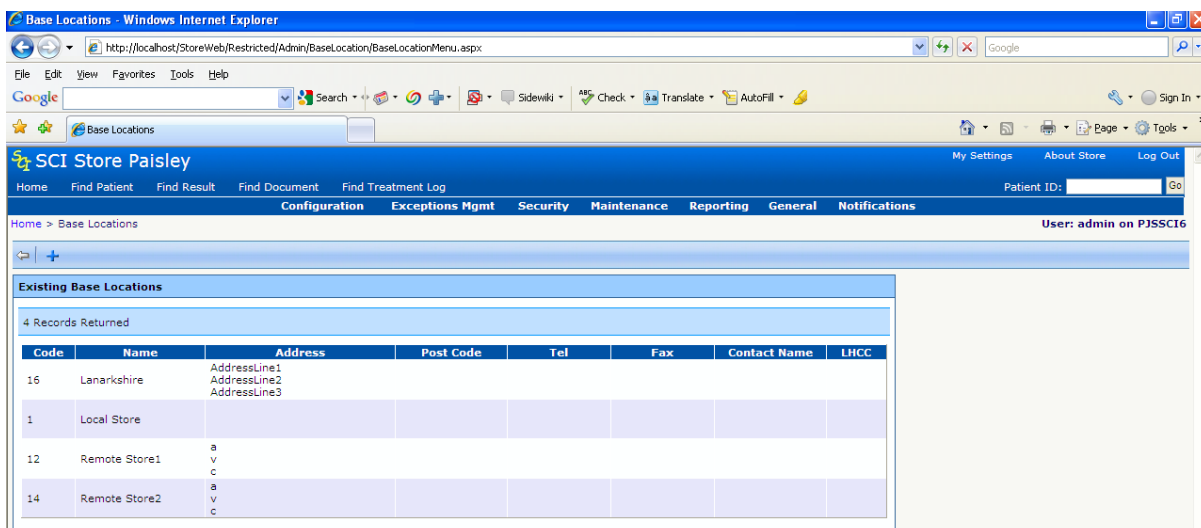 Base Locations - Windows Internet Explorer
http://localhost/StoreWeb/Restricted/Admin/BaseLocation/BaseLocationMenu.aspx
Google
File Edit View Favorites Tools Help
Google Search Sidewiki Check Translate AutoFill Sign In
Base Locations Page Tools
SCI Store Paisley My Settings About Store Log Out
Home Find Patient Find Result Find Document Find Treatment Log Patient ID: Go
Configuration Exceptions Mgmt Security Maintenance Reporting General Notifications
Home > Base Locations User: admin on PJSSCI6
Existing Base Locations
4 Records Returned
Code Name Address Post Code Tel Fax Contact Name LHCC
16 Lanarkshire AddressLine1
AddressLine2
AddressLine3
1 Local Store
12 Remote Store1 a
v
c
14 Remote Store2 a
v
c